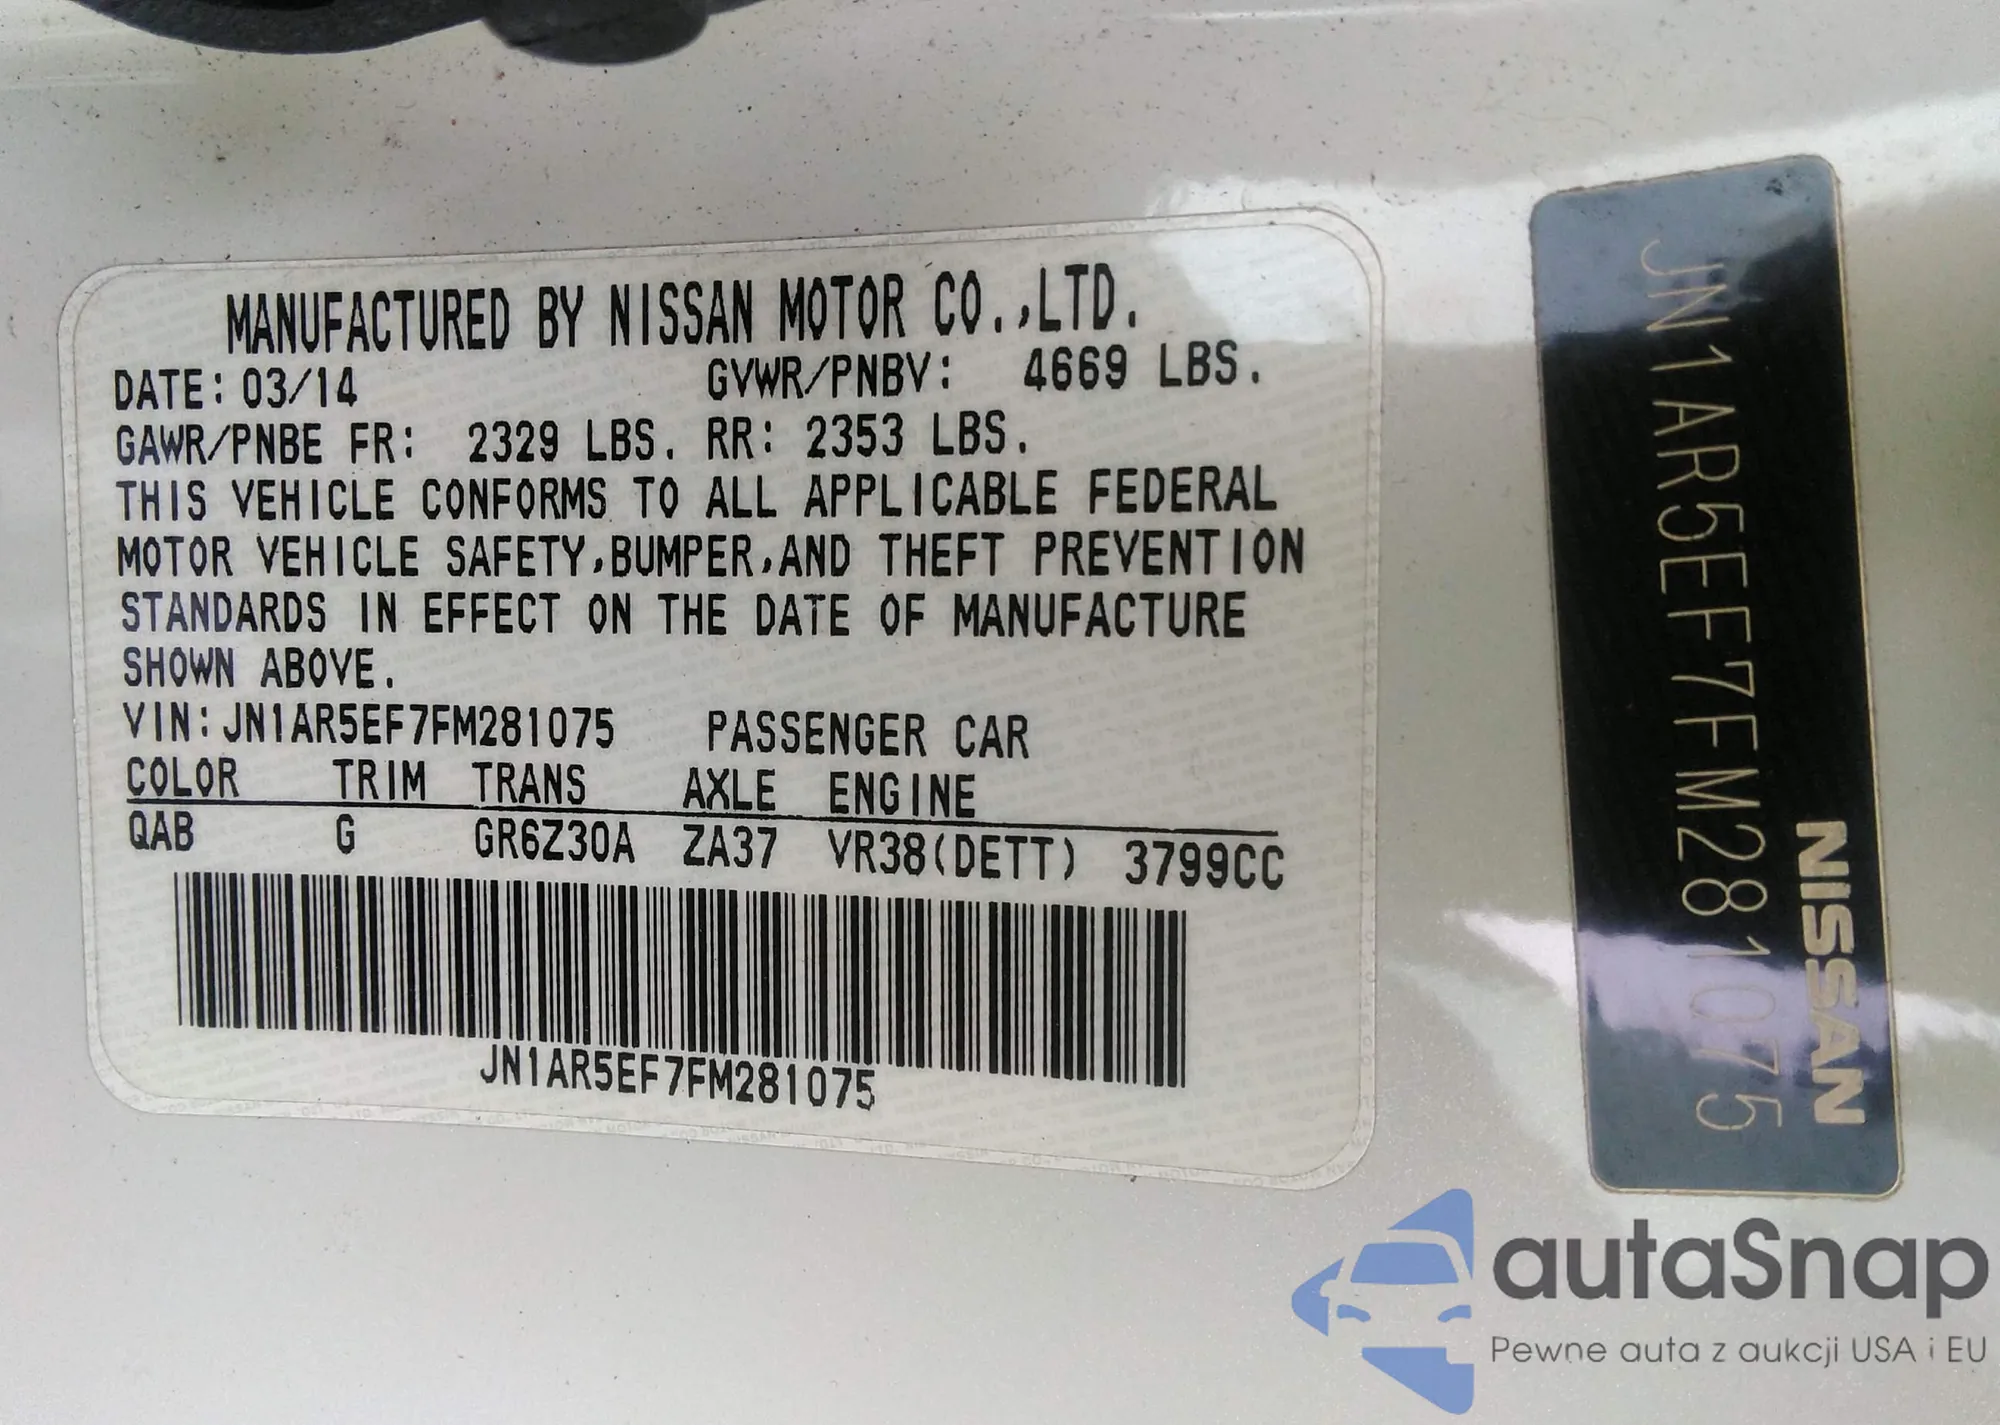 MANUFACTURED BY NISSAN MOTOR CO.,LTD.
DATE: 03/14 GVWR/PNBV: 4669 LBS.
GAWR/PNBE FR: 2329 LBS. RR: 2353 LBS.
THIS VEHICLE CONFORMS TO ALL APPLICABLE FEDERAL
MOTOR VEHICLE SAFETY,BUMPER,AND THEFT PREVENTION
STANDARDS IN EFFECT ON THE DATE OF MANUFACTURE
SHOWN ABOVE.
VIN: JN1AR5EF7FM281075 PASSENGER CAR
COLOR TRIM TRANS AXLE ENGINE
QAB G GR6Z30A ZA37 VR38(DETT) 3799CC
JN1AR5EF7FM281075
JN1AR5EF7FM281075
NISSAN
autaSnap
Pewne auta z aukcji USA i EU